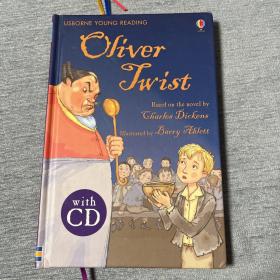 USBORNE YOUNG READING
Oliver
Twist
Based on the novel by
Charles Dickens
Illustrated by Barry Ablett
with
CD